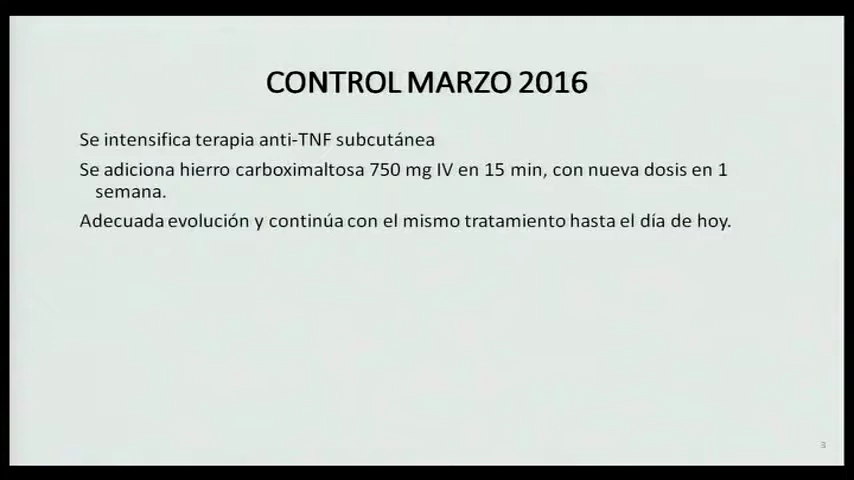 CONTROL MARZO 2016
Se intensifica terapia anti-TNF subcutánea
Se adiciona hierro carboximaltosa 750 mg IV en 15 min, con nueva dosis en 1
semana.
Adecuada evolución y continúa con el mismo tratamiento hasta el día de hoy.
3